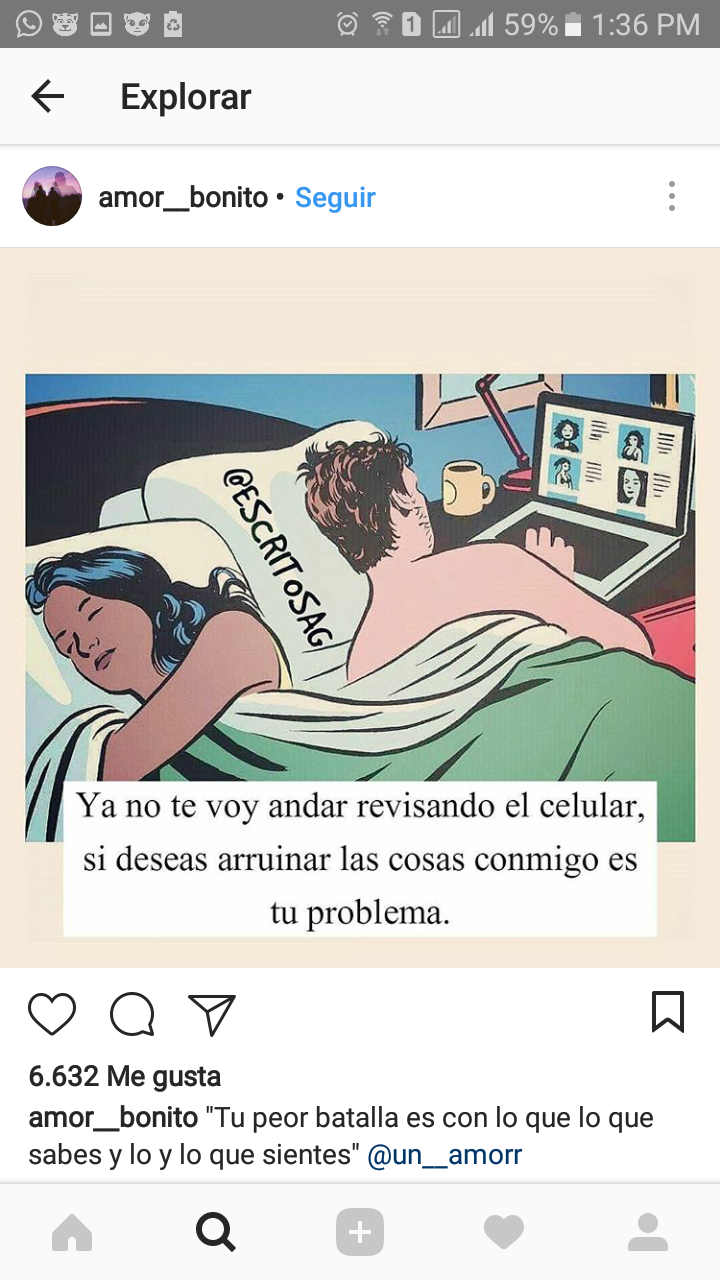 59% 1:36 PM
Explorar
amor__bonito • Seguir
@ESCRIToSAG
Ya no te voy andar revisando el celular,
si deseas arruinar las cosas conmigo es
tu problema.
6.632 Me gusta
amor__bonito "Tu peor batalla es con lo que lo que
sabes y lo y lo que sientes" @un__amorr